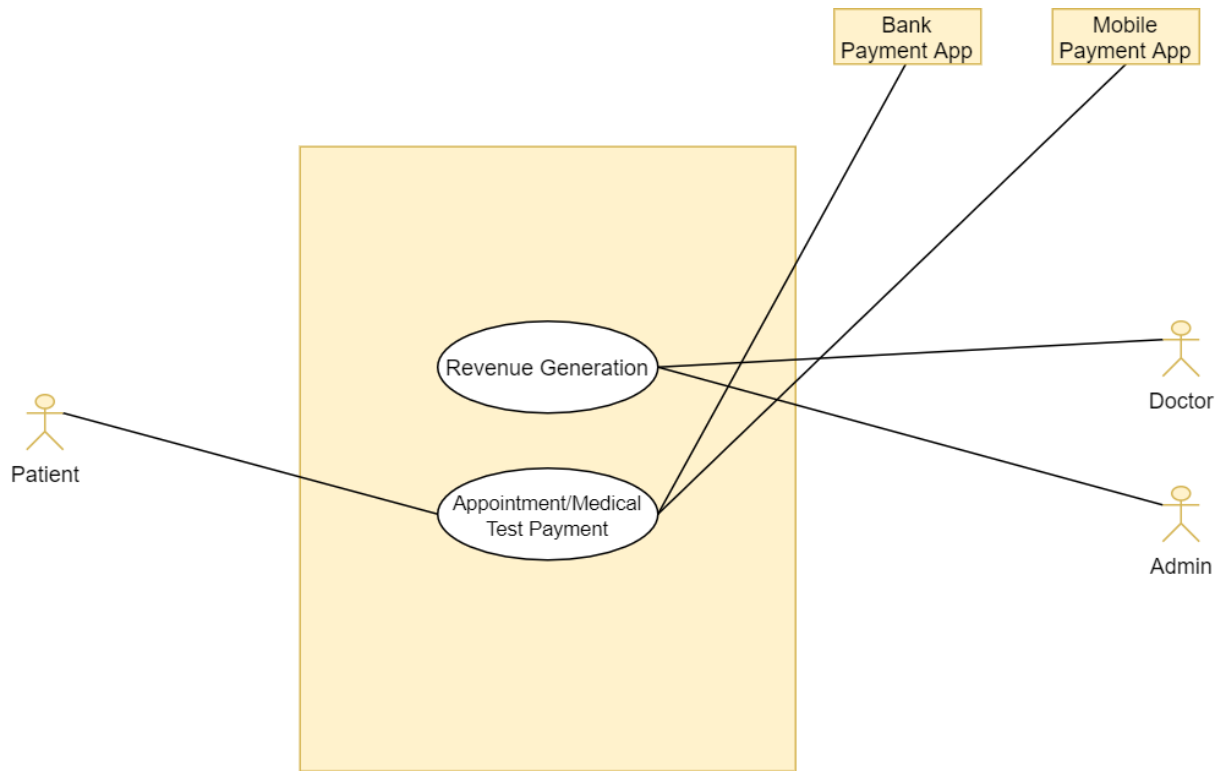 Bank
Payment App
Mobile
Payment App
Revenue Generation
Doctor
Patient
Appointment/Medical
Test Payment
Admin